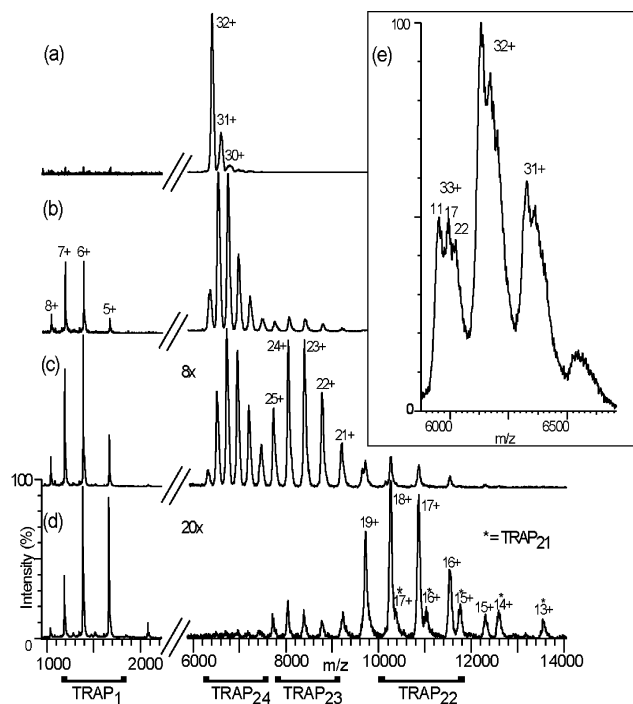 (a)
32+
31+
30+
(e)
100
32+
33+
31+
11 17 22
0
6000 6500
m/z
(b)
7+ 6+
8+ 5+
(c)
8x
24+ 23+
25+ 22+
21+
100
(d)
20x
Intensity (%)
18+ 17+
19+
*= TRAP21
16+
*
17+
*
16+
*
15+
15+
*
14+
*
13+
0
1000 2000 6000 8000 m/z 10000 12000 14000
TRAP1 TRAP24 TRAP23 TRAP22